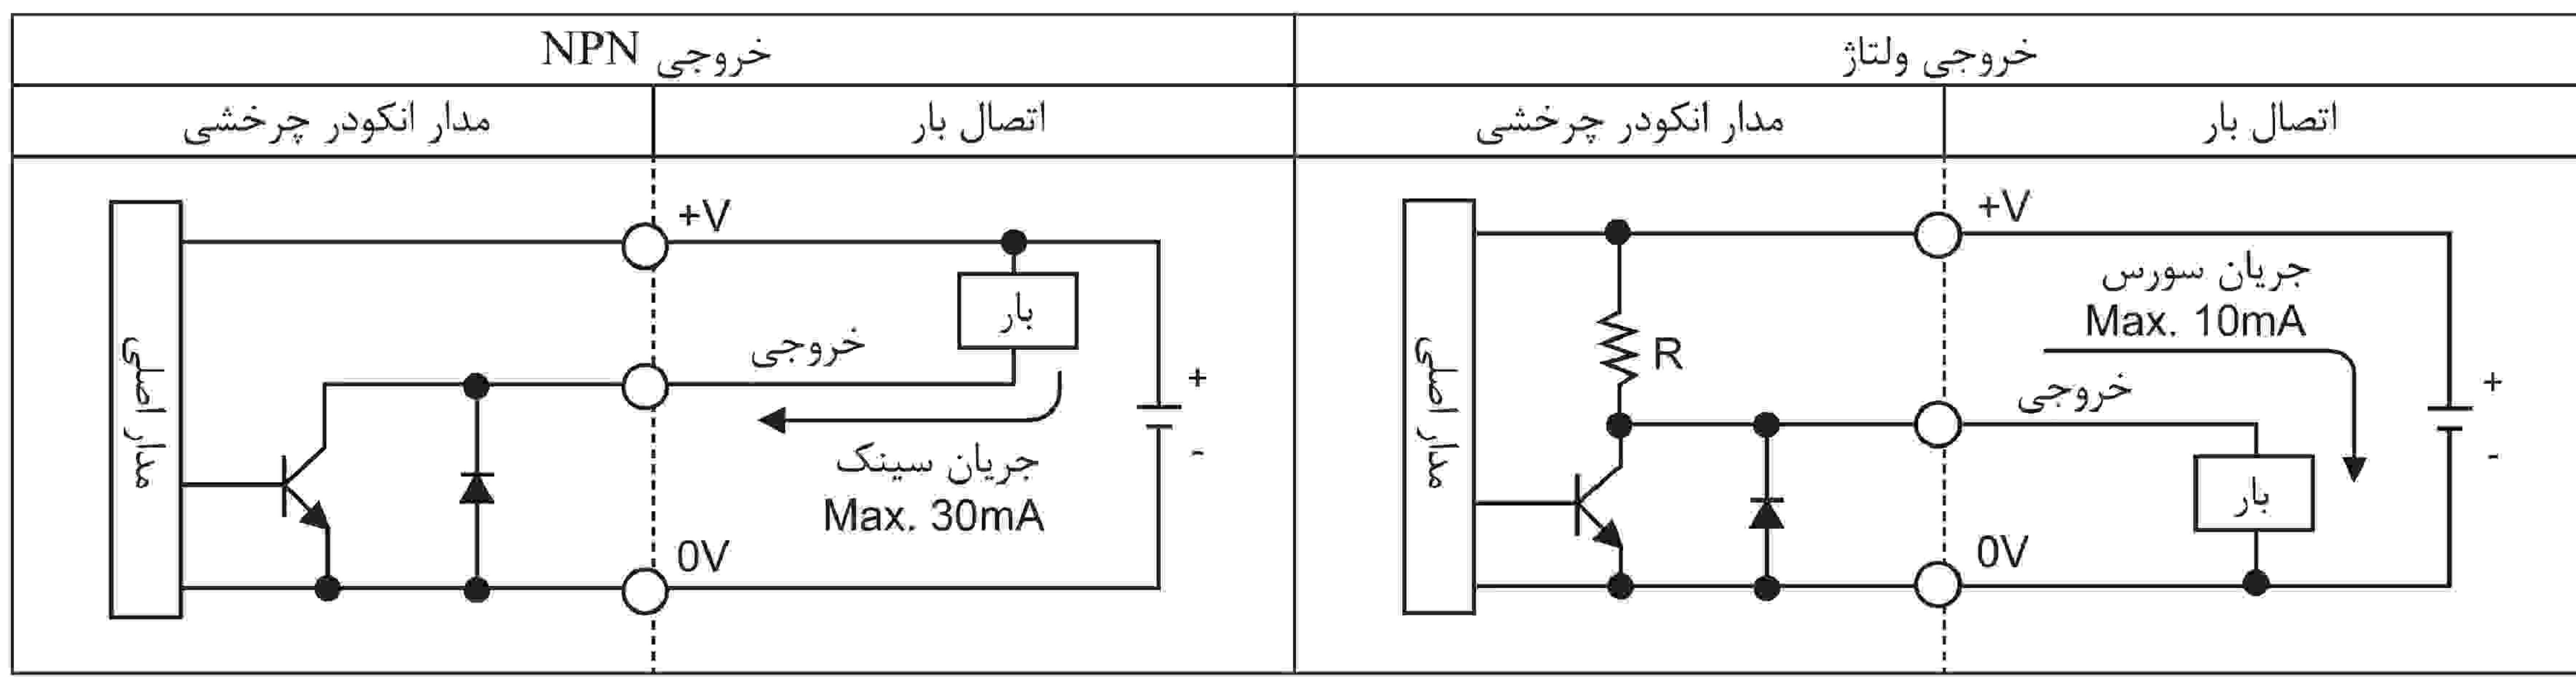 خروجی NPN
مدار انکودر چرخشی
اتصال بار
مدار اصلی
+V
بار
خروجی
جریان سینک
Max. 30mA
0V
+
-
خروجی ولتاژ
مدار انکودر چرخشی
اتصال بار
مدار اصلی
+V
R
جریان سورس
Max. 10mA
خروجی
بار
0V
+
-